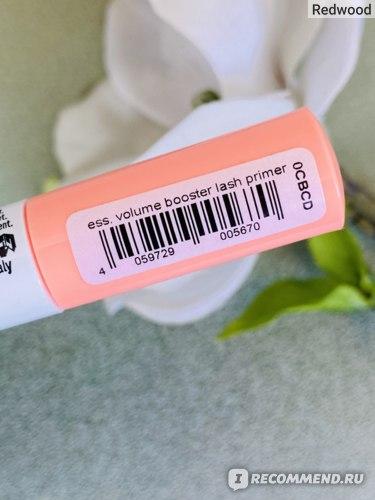 Redwood
ess. volume booster lash primer
0CBCD
4 059729 005670
aly
I RECOMMEND.RU